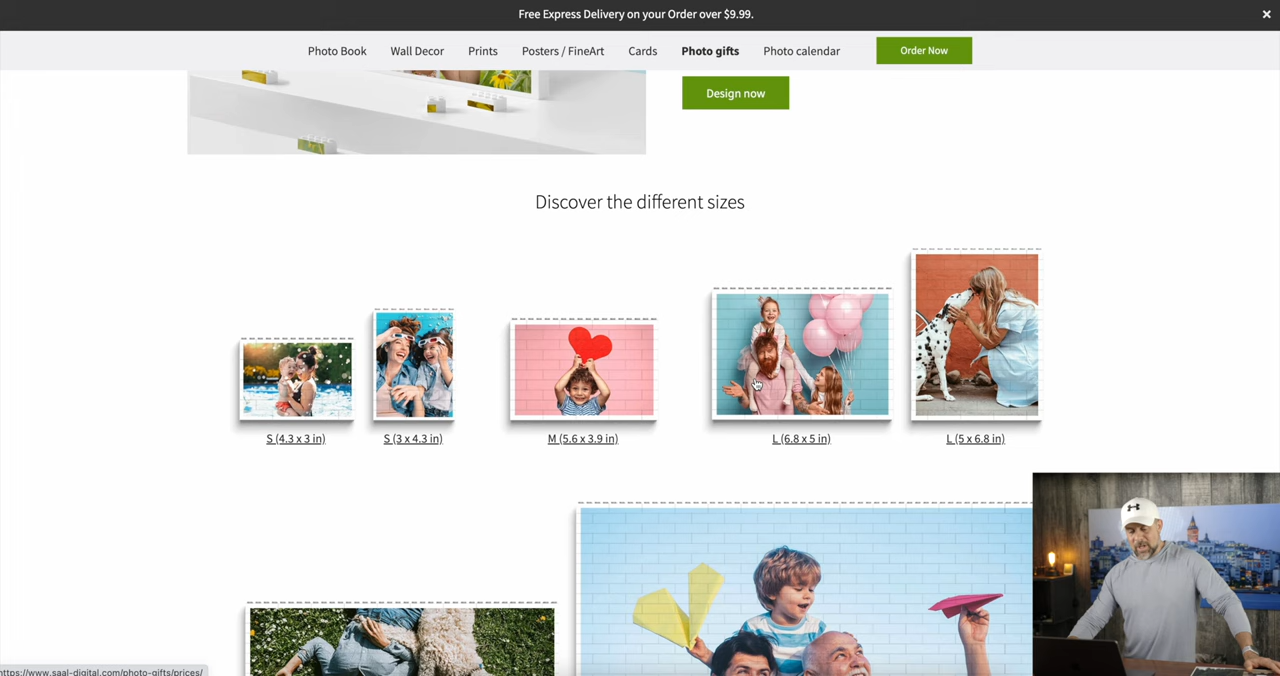 Free Express Delivery on your Order over $9.99.
Photo Book Wall Decor Prints Posters / FineArt Cards Photo gifts Photo calendar Order Now
Design now
Discover the different sizes
S (4.3 x 3 in) S (3 x 4.3 in) M (5.6 x 3.9 in) L (6.8 x 5 in) L (5 x 6.8 in)
https://www.saal-digital.com/photo-gifts/prices/